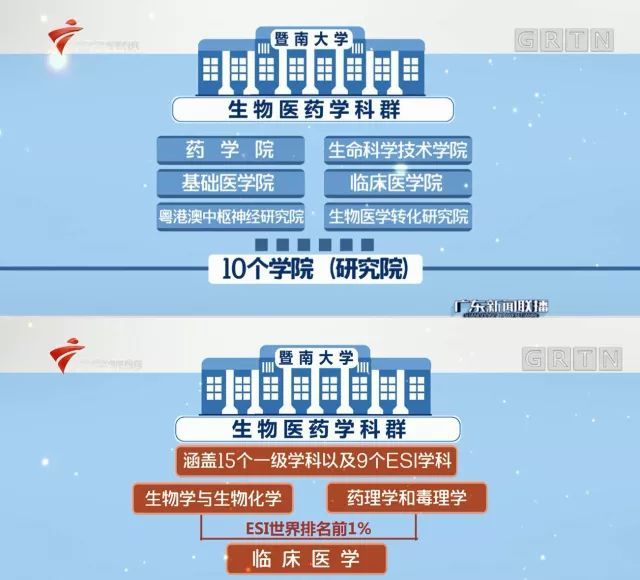 GRTN
暨南大学
生物医药学科群
药学院 生命科学技术学院
基础医学院 临床医学院
粤港澳中枢神经研究院 生物医学转化研究院
10个学院（研究院）
广东新闻联播
GRTN
暨南大学
生物医药学科群
涵盖15个一级学科以及9个ESI学科
生物学与生物化学 药理学和毒理学
ESI世界排名前1%
临床医学